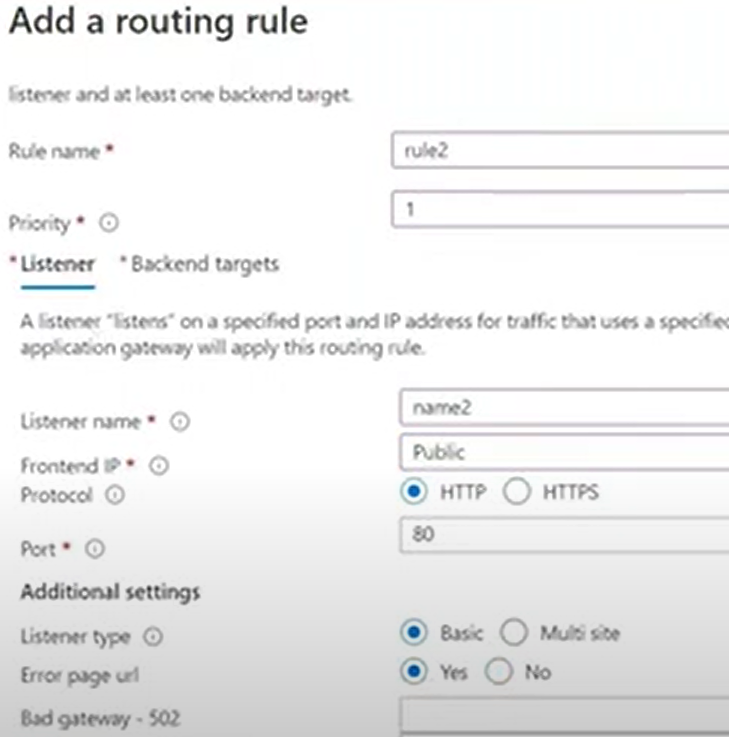 Add a routing rule
listener and at least one backend target.
Rule name *
rule2
Priority *
1
* Listener * Backend targets
A listener "listens" on a specified port and IP address for traffic that uses a specified
application gateway will apply this routing rule.
Listener name *
name2
Frontend IP *
Public
Protocol
HTTP HTTPS
Port *
80
Additional settings
Listener type
Basic Multi site
Error page url
Yes No
Bad gateway - 502